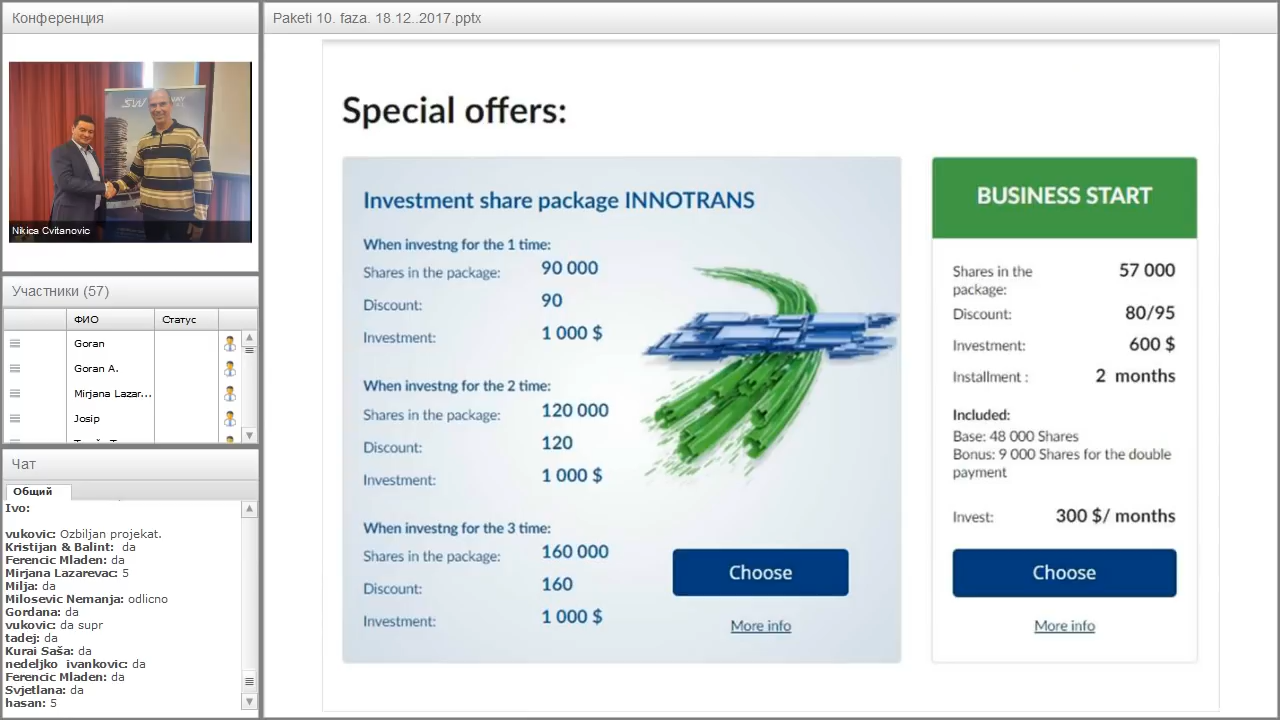 Конференция
Nikica Cvitanovic
Участники (57)
ФИО Статус
Goran
Goran A.
Mirjana Lazar...
Josip
Чат
Общий
Ivo:
vukovic: Ozbiljan projekat.
Kristijan & Balint: da
Ferencic Mladen: da
Mirjana Lazarevac: 5
Milja: da
Milosevic Nemanja: odlicno
Gordana: da
vukovic: da supr
tadej: da
Kurai Saša: da
nedeljko ivankovic: da
Ferencic Mladen: da
Svjetlana: da
hasan: 5
Paketi 10. faza. 18.12..2017.pptx
Special offers:
Investment share package INNOTRANS
When investng for the 1 time:
Shares in the package: 90 000
Discount: 90
Investment: 1 000 $
When investng for the 2 time:
Shares in the package: 120 000
Discount: 120
Investment: 1 000 $
When investng for the 3 time:
Shares in the package: 160 000
Discount: 160
Investment: 1 000 $
Choose
More info
BUSINESS START
Shares in the 57 000
package:
Discount: 80/95
Investment: 600 $
Installment : 2 months
Included:
Base: 48 000 Shares
Bonus: 9 000 Shares for the double
payment
Invest: 300 $/ months
Choose
More info